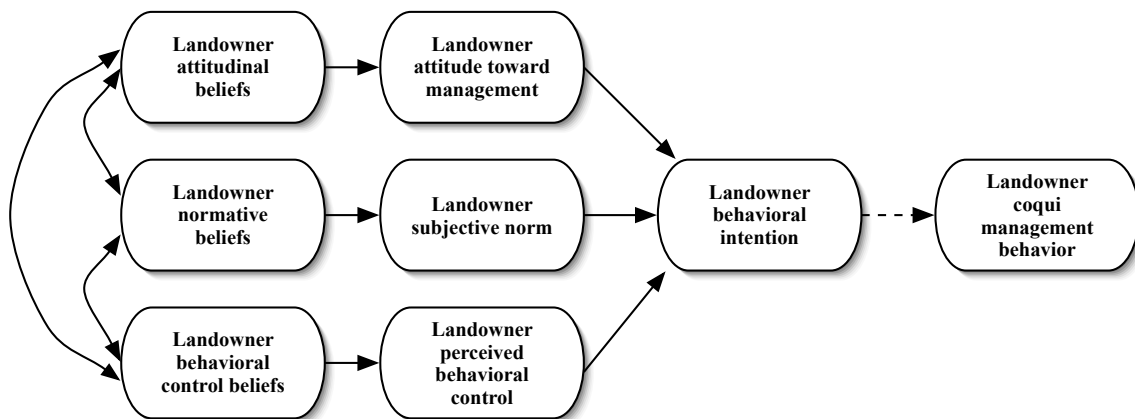 Landowner
attitudinal
beliefs
Landowner
attitude toward
management
Landowner
normative
beliefs
Landowner
subjective norm
Landowner
behavioral
intention
Landowner
coqui
management
behavior
Landowner
behavioral
control beliefs
Landowner
perceived
behavioral
control